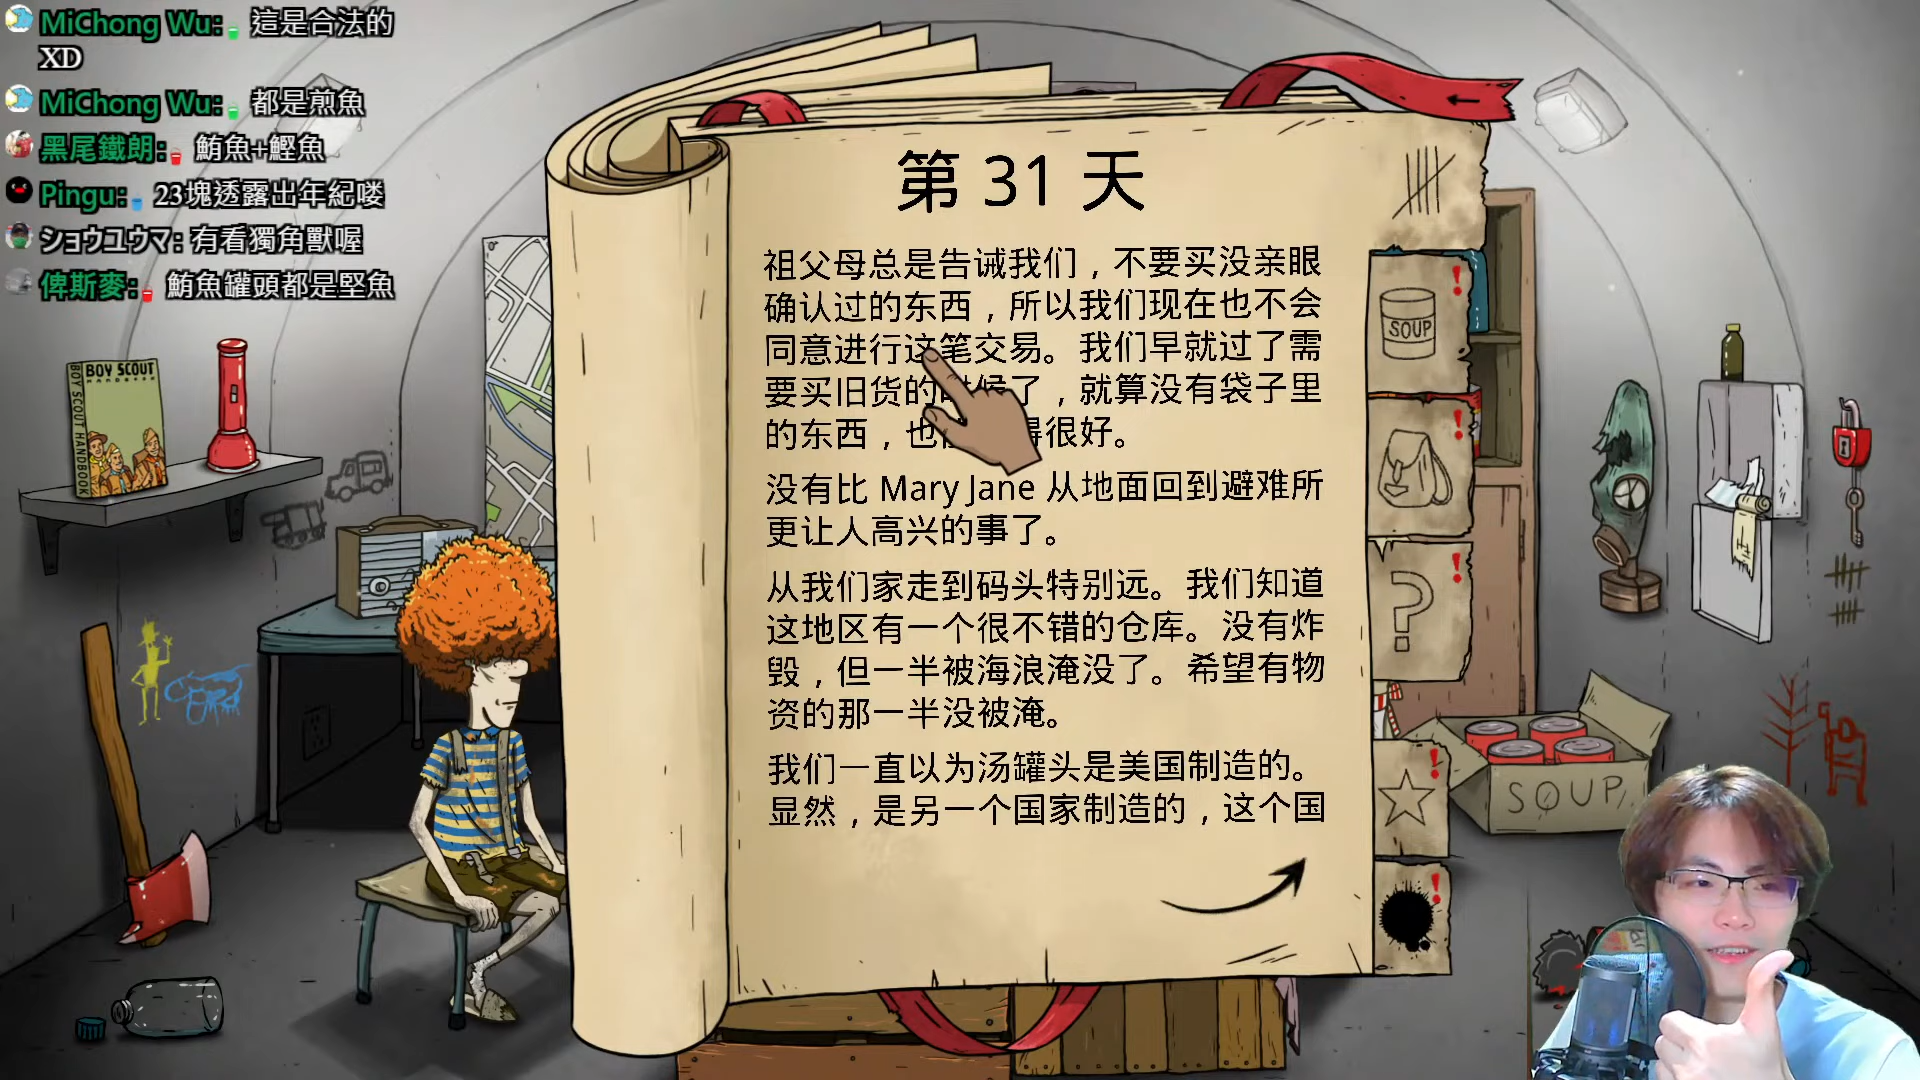 MiChong Wu: 這是合法的
XD
MiChong Wu: 都是煎魚
黑尾鐵朗: 鮪魚+鰹魚
Pingu: 23塊透露出年紀喽
ショウユウマ: 有看獨角獸喔
俾斯麥: 鮪魚罐頭都是堅魚
第 31 天
祖父母总是告诫我们，不要买没亲眼
确认过的东西，所以我们现在也不会
同意进行这笔交易。我们早就过了需
要买旧货的时候了，就算没有袋子里
的东西，也得很好。
没有比 Mary Jane 从地面回到避难所
更让人高兴的事了。
从我们家走到码头特别远。我们知道
这地区有一个很不错的仓库。没有炸
毁，但一半被海浪淹没了。希望有物
资的那一半没被淹。
我们一直以为汤罐头是美国制造的。
显然，是另一个国家制造的，这个国
SOUP
BOY SCOUT
HANDBOOK
BOY SCOUT HANDBOOK
SOUP